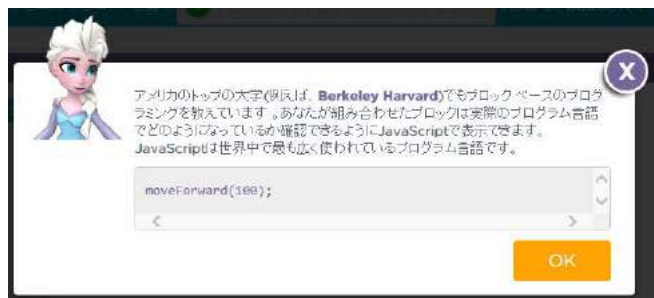 アメリカのトップの大学(例えば、Berkeley Harvard)でもブロック ベースのプログ
ラミングを教えています 。あなたが組み合わせたブロックは実際のプログラム言語
でどのようになっているか確認できるようにJavaScriptで表示できます。
JavaScriptは世界中で最も広く使われているプログラム言語です。
moveForward(100);
OK